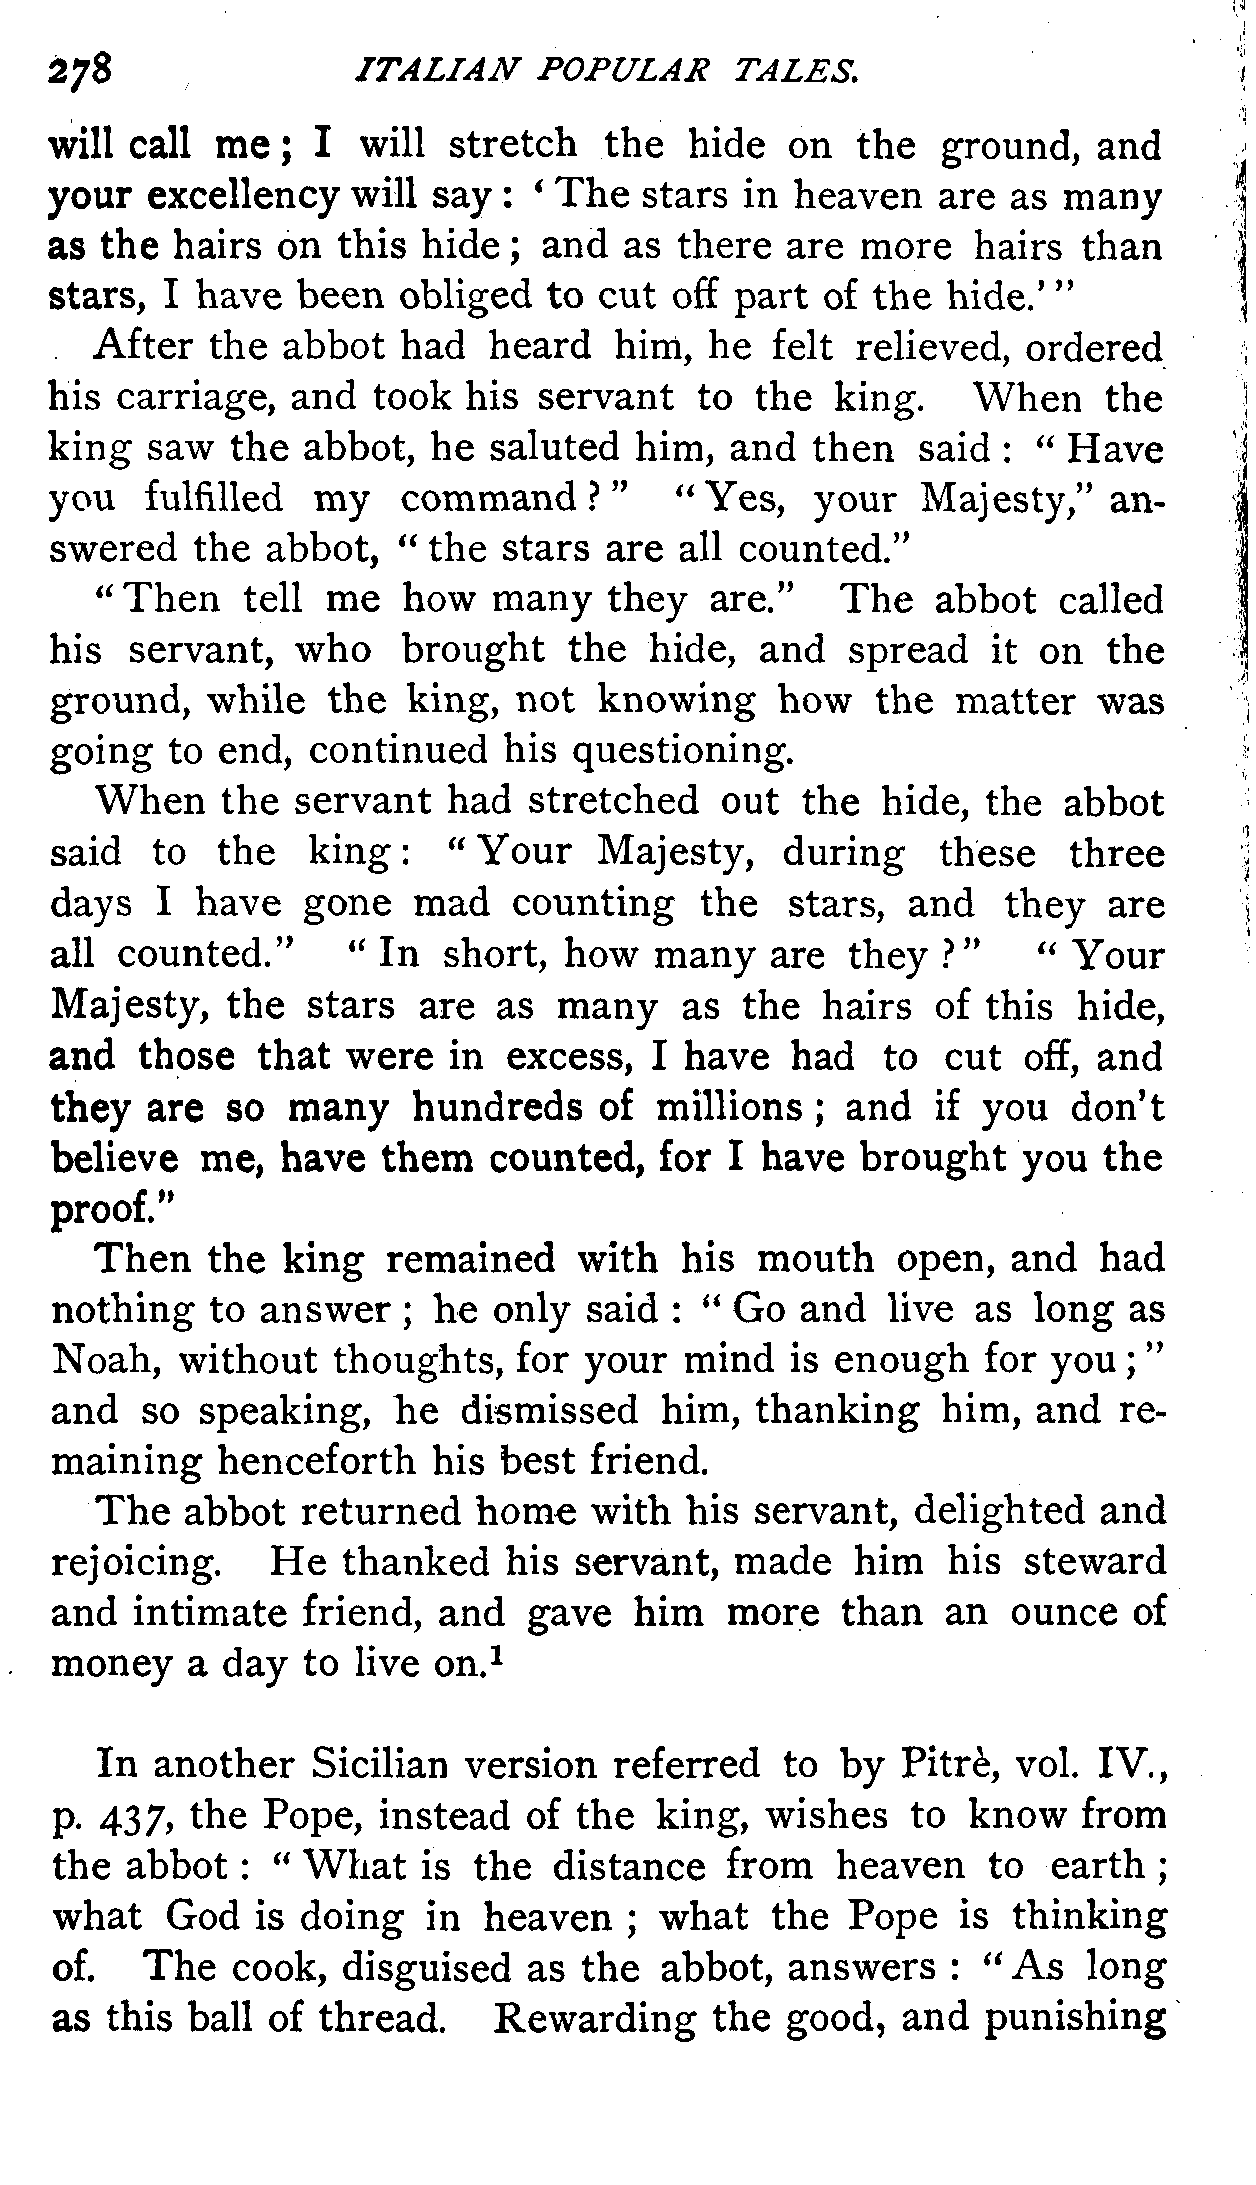 278 ITALIAN POPULAR TALES.
will call me; I will stretch the hide on the ground, and
your excellency will say: ‘The stars in heaven are as many
as the hairs on this hide; and as there are more hairs than
stars, I have been obliged to cut off part of the hide.’”
After the abbot had heard him, he felt relieved, ordered
his carriage, and took his servant to the king. When the
king saw the abbot, he saluted him, and then said: “Have
you fulfilled my command?” “Yes, your Majesty,” an-
swered the abbot, “the stars are all counted.”
“Then tell me how many they are.” The abbot called
his servant, who brought the hide, and spread it on the
ground, while the king, not knowing how the matter was
going to end, continued his questioning.
When the servant had stretched out the hide, the abbot
said to the king: “Your Majesty, during these three
days I have gone mad counting the stars, and they are
all counted.” “In short, how many are they?” “Your
Majesty, the stars are as many as the hairs of this hide,
and those that were in excess, I have had to cut off, and
they are so many hundreds of millions; and if you don’t
believe me, have them counted, for I have brought you the
proof.”
Then the king remained with his mouth open, and had
nothing to answer; he only said: “Go and live as long as
Noah, without thoughts, for your mind is enough for you;”
and so speaking, he dismissed him, thanking him, and re-
maining henceforth his best friend.
The abbot returned home with his servant, delighted and
rejoicing. He thanked his servant, made him his steward
and intimate friend, and gave him more than an ounce of
money a day to live on.¹
In another Sicilian version referred to by Pitrè, vol. IV.,
p. 437, the Pope, instead of the king, wishes to know from
the abbot: “What is the distance from heaven to earth;
what God is doing in heaven; what the Pope is thinking
of. The cook, disguised as the abbot, answers: “As long
as this ball of thread. Rewarding the good, and punishing